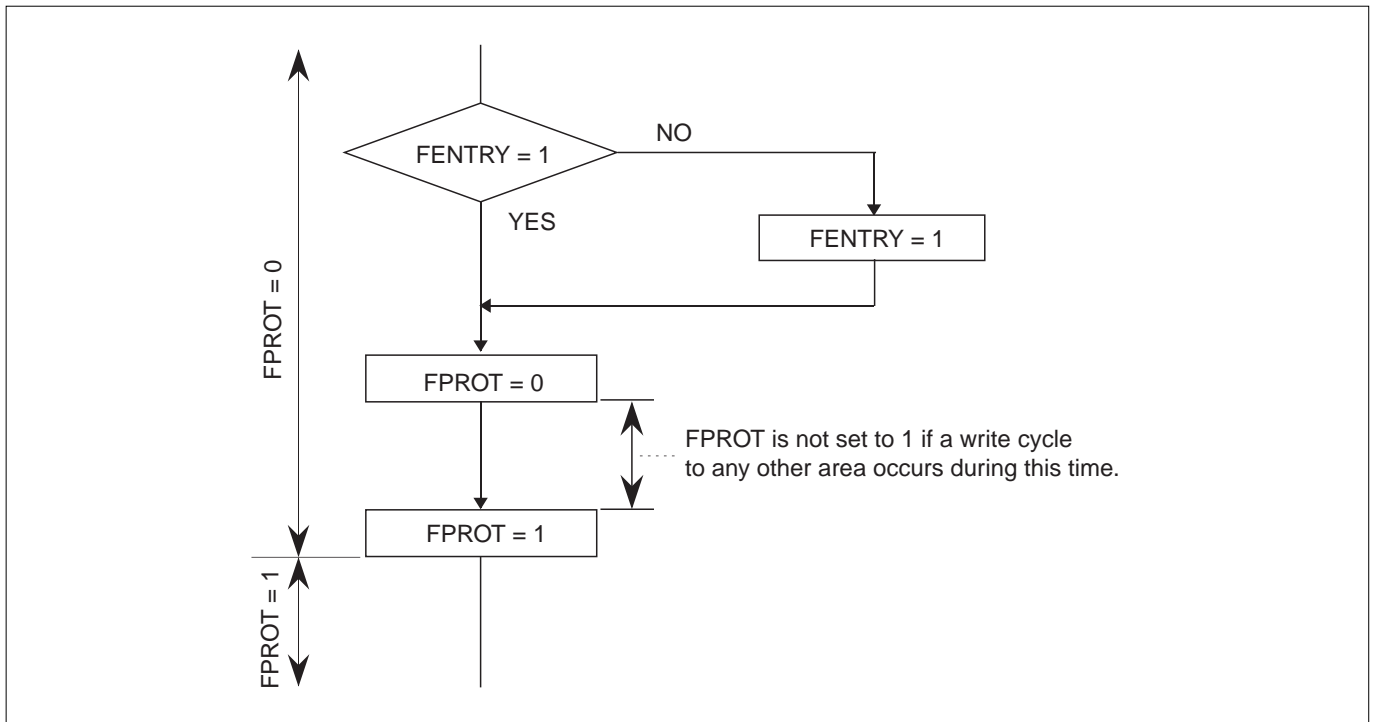 FENTRY = 1
NO
YES
FENTRY = 1
FPROT = 0
FPROT = 0
FPROT is not set to 1 if a write cycle
to any other area occurs during this time.
FPROT = 1
FPROT = 1